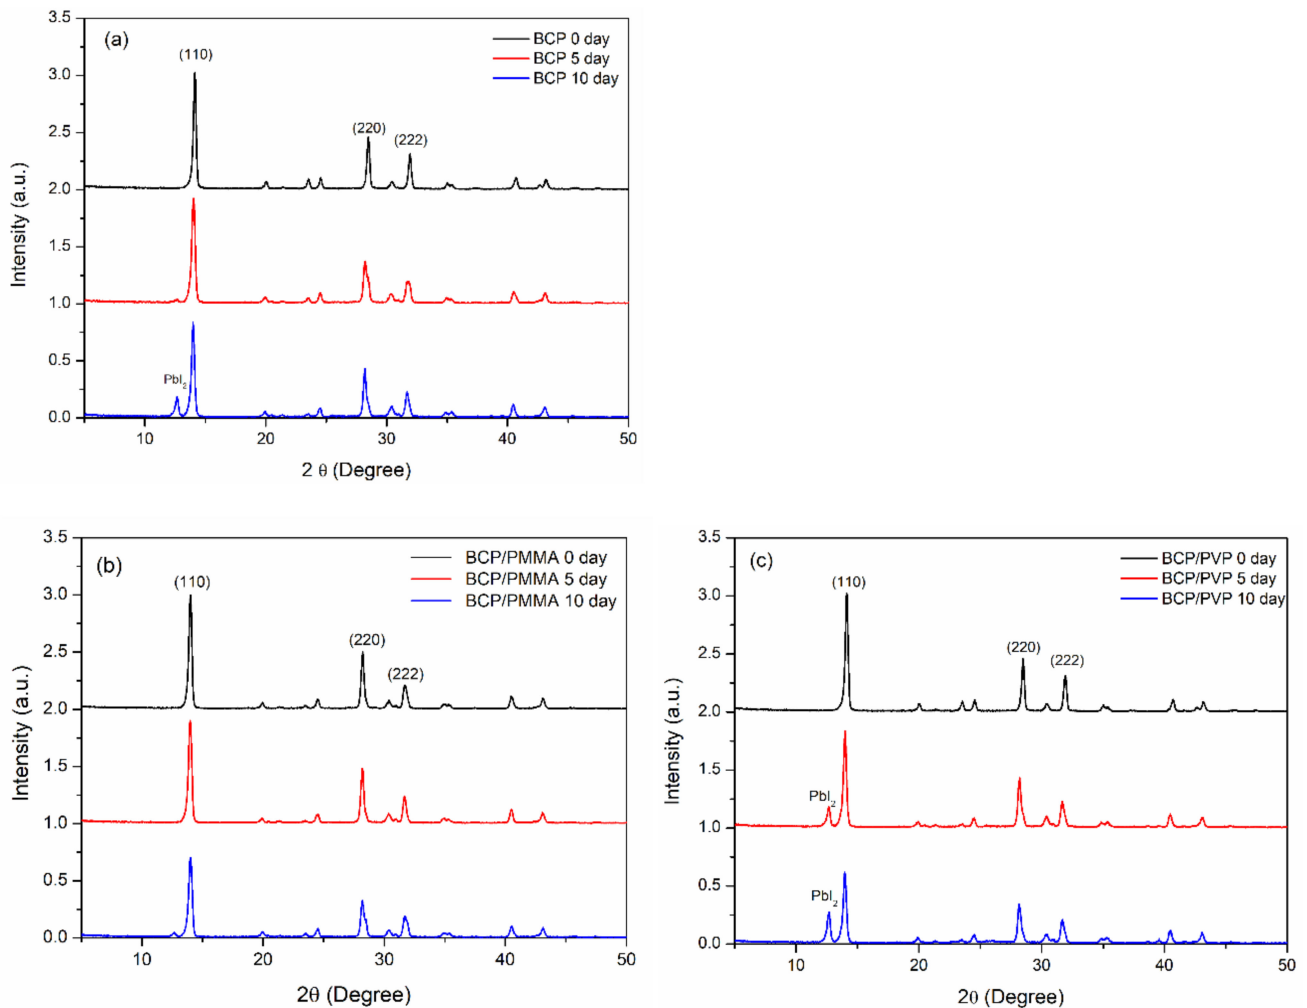 (a)
BCP 0 day
BCP 5 day
BCP 10 day
(110)
(220)
(222)
PbI₂
3.5
3.0
2.5
2.0
1.5
1.0
0.5
0.0
Intensity (a.u.)
10 20 30 40 50
2 θ (Degree)
(b)
BCP/PMMA 0 day
BCP/PMMA 5 day
BCP/PMMA 10 day
(110)
(220)
(222)
3.5
3.0
2.5
2.0
1.5
1.0
0.5
0.0
Intensity (a.u.)
10 20 30 40 50
2θ (Degree)
(c)
BCP/PVP 0 day
BCP/PVP 5 day
BCP/PVP 10 day
(110)
(220)
(222)
PbI₂
PbI₂
3.5
3.0
2.5
2.0
1.5
1.0
0.5
0.0
Intensity (a.u.)
10 20 30 40 50
2θ (Degree)